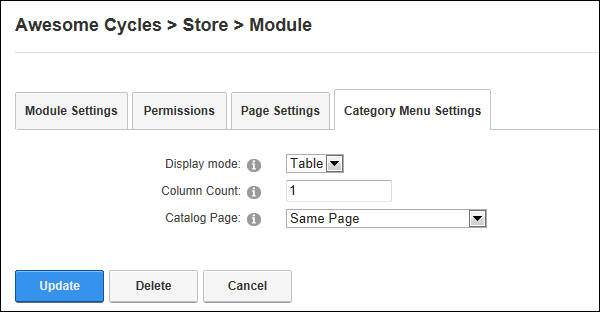 Awesome Cycles > Store > Module
Module Settings Permissions Page Settings Category Menu Settings
Display mode: Table
Column Count: 1
Catalog Page: Same Page
Update Delete Cancel